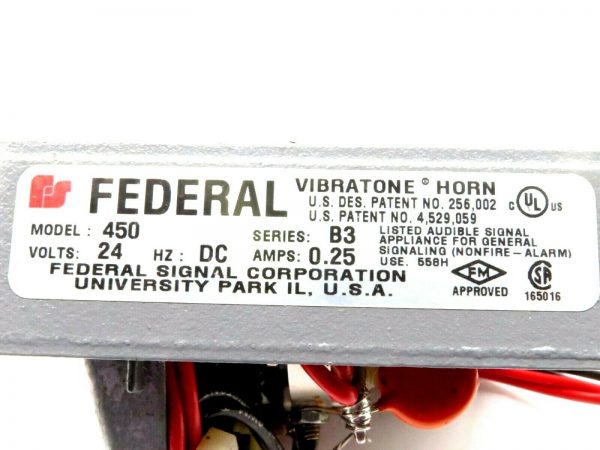 FEDERAL VIBRATONE® HORN
U.S. DES. PATENT NO. 256,002
U.S. PATENT NO. 4,529,059
C UL US
MODEL: 450 SERIES: B3
VOLTS: 24 HZ: DC AMPS: 0.25
LISTED AUDIBLE SIGNAL
APPLIANCE FOR GENERAL
SIGNALING (NONFIRE-ALARM)
USE. 558H
FEDERAL SIGNAL CORPORATION
UNIVERSITY PARK IL, U.S.A.
FM
APPROVED
SA
165016